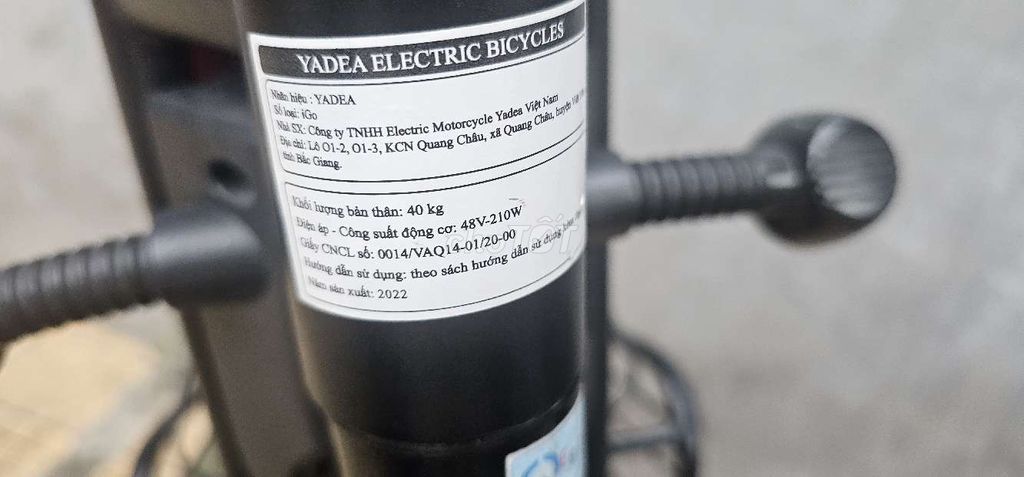 YADEA ELECTRIC BICYCLES
Nhãn hiệu : YADEA
Số loại: iGo
Nhà SX: Công ty TNHH Electric Motorcycle Yadea Việt Nam
Địa chỉ: Lô O1-2, O1-3, KCN Quang Châu, xã Quang Châu, huyện Việt
tỉnh Bắc Giang.
Khối lượng bản thân: 40 kg
Điện áp - Công suất động cơ: 48V-210W
Giấy CNCL số: 0014/VAQ14-01/20-00
Hướng dẫn sử dụng: theo sách hướng dẫn sử dụng
Năm sản xuất: 2022